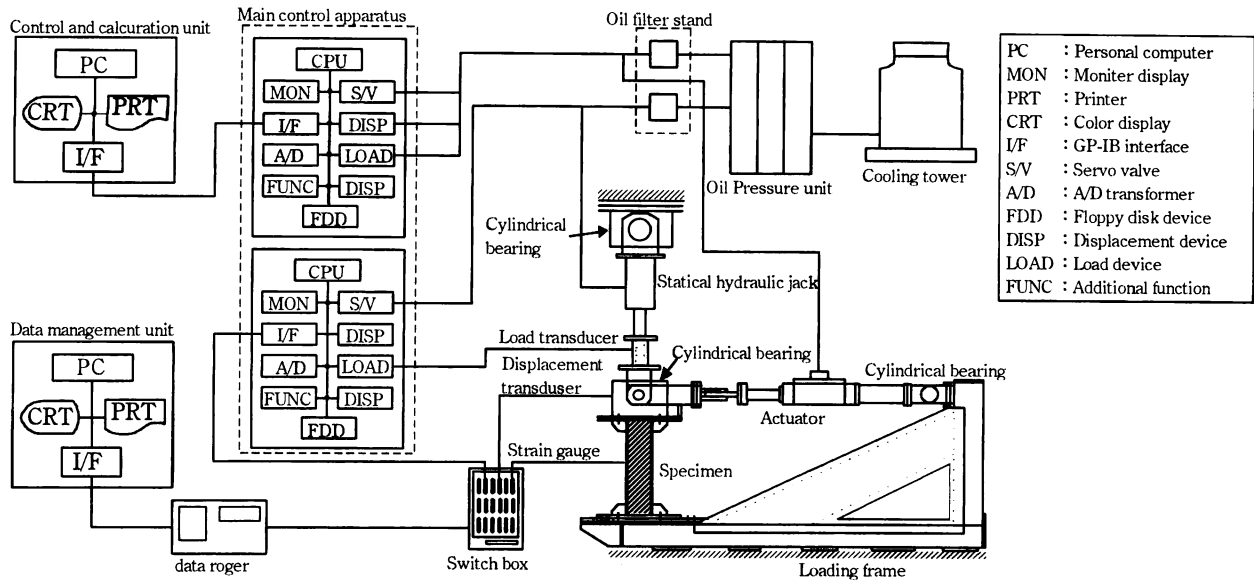 Control and calcuration unit
PC
CRT
PRT
I/F
Main control apparatus
CPU
MON
S/V
I/F
DISP
A/D
LOAD
FUNC
DISP
FDD
CPU
MON
S/V
I/F
DISP
A/D
LOAD
FUNC
DISP
FDD
Oil filter stand
Oil Pressure unit
Cooling tower
PC : Personal computer
MON : Moniter display
PRT : Printer
CRT : Color display
I/F : GP-IB interface
S/V : Servo valve
A/D : A/D transformer
FDD : Floppy disk device
DISP : Displacement device
LOAD : Load device
FUNC : Additional function
Cylindrical
bearing
Statical hydraulic jack
Load transducer
Displacement
transduser
Cylindrical bearing
Cylindrical bearing
Actuator
Strain gauge
Specimen
Data management unit
PC
CRT
PRT
I/F
data roger
Switch box
Loading frame